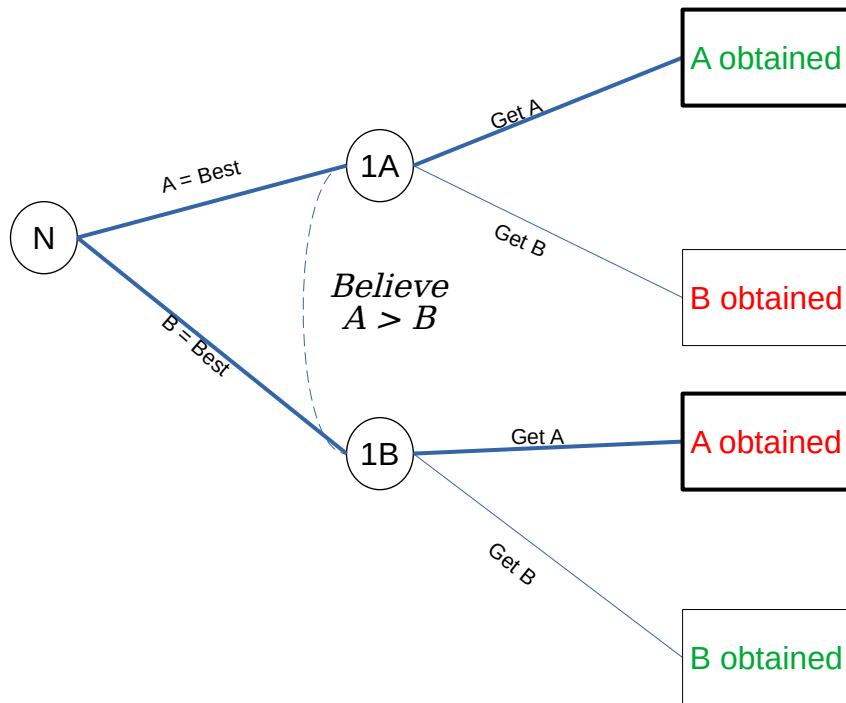 A obtained
Get A
1A
A = Best
N
Get B
Believe
A > B
B obtained
B = Best
A obtained
Get A
1B
Get B
B obtained